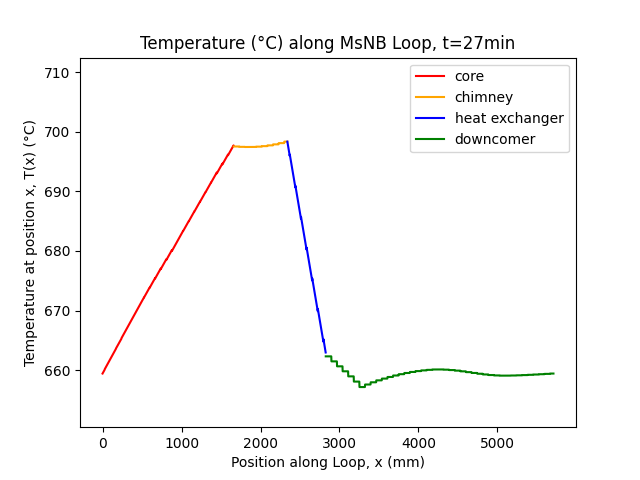 Temperature (°C) along MsNB Loop, t=27min
Temperature at position x, T(x) (°C)
710
700
690
680
670
660
core
chimney
heat exchanger
downcomer
0
1000
2000
3000
4000
5000
Position along Loop, x (mm)